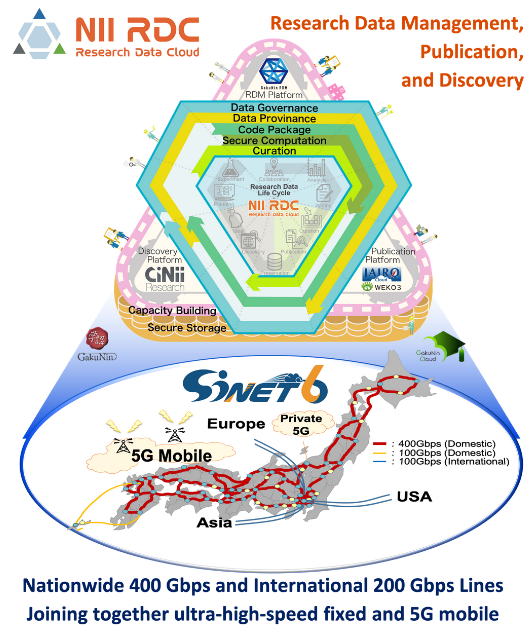 NII RDC
Research Data Cloud
Research Data Management,
Publication,
and Discovery
GakuNin RDM
RDM Platform
Data Governance
Data Provinance
Code Package
Secure Computation
Curation
Research Data
Life Cycle
NII RDC
Research Data Cloud
Discovery
Platform
CiNii
Research
Publication
Platform
JAIRO
Cloud
WEKO3
Capacity Building
Secure Storage
GakuNin
GakuNin
Cloud
SINET6
Europe
Private
5G
5G Mobile
: 400Gbps (Domestic)
: 100Gbps (Domestic)
: 100Gbps (International)
USA
Asia
Nationwide 400 Gbps and International 200 Gbps Lines
Joining together ultra-high-speed fixed and 5G mobile